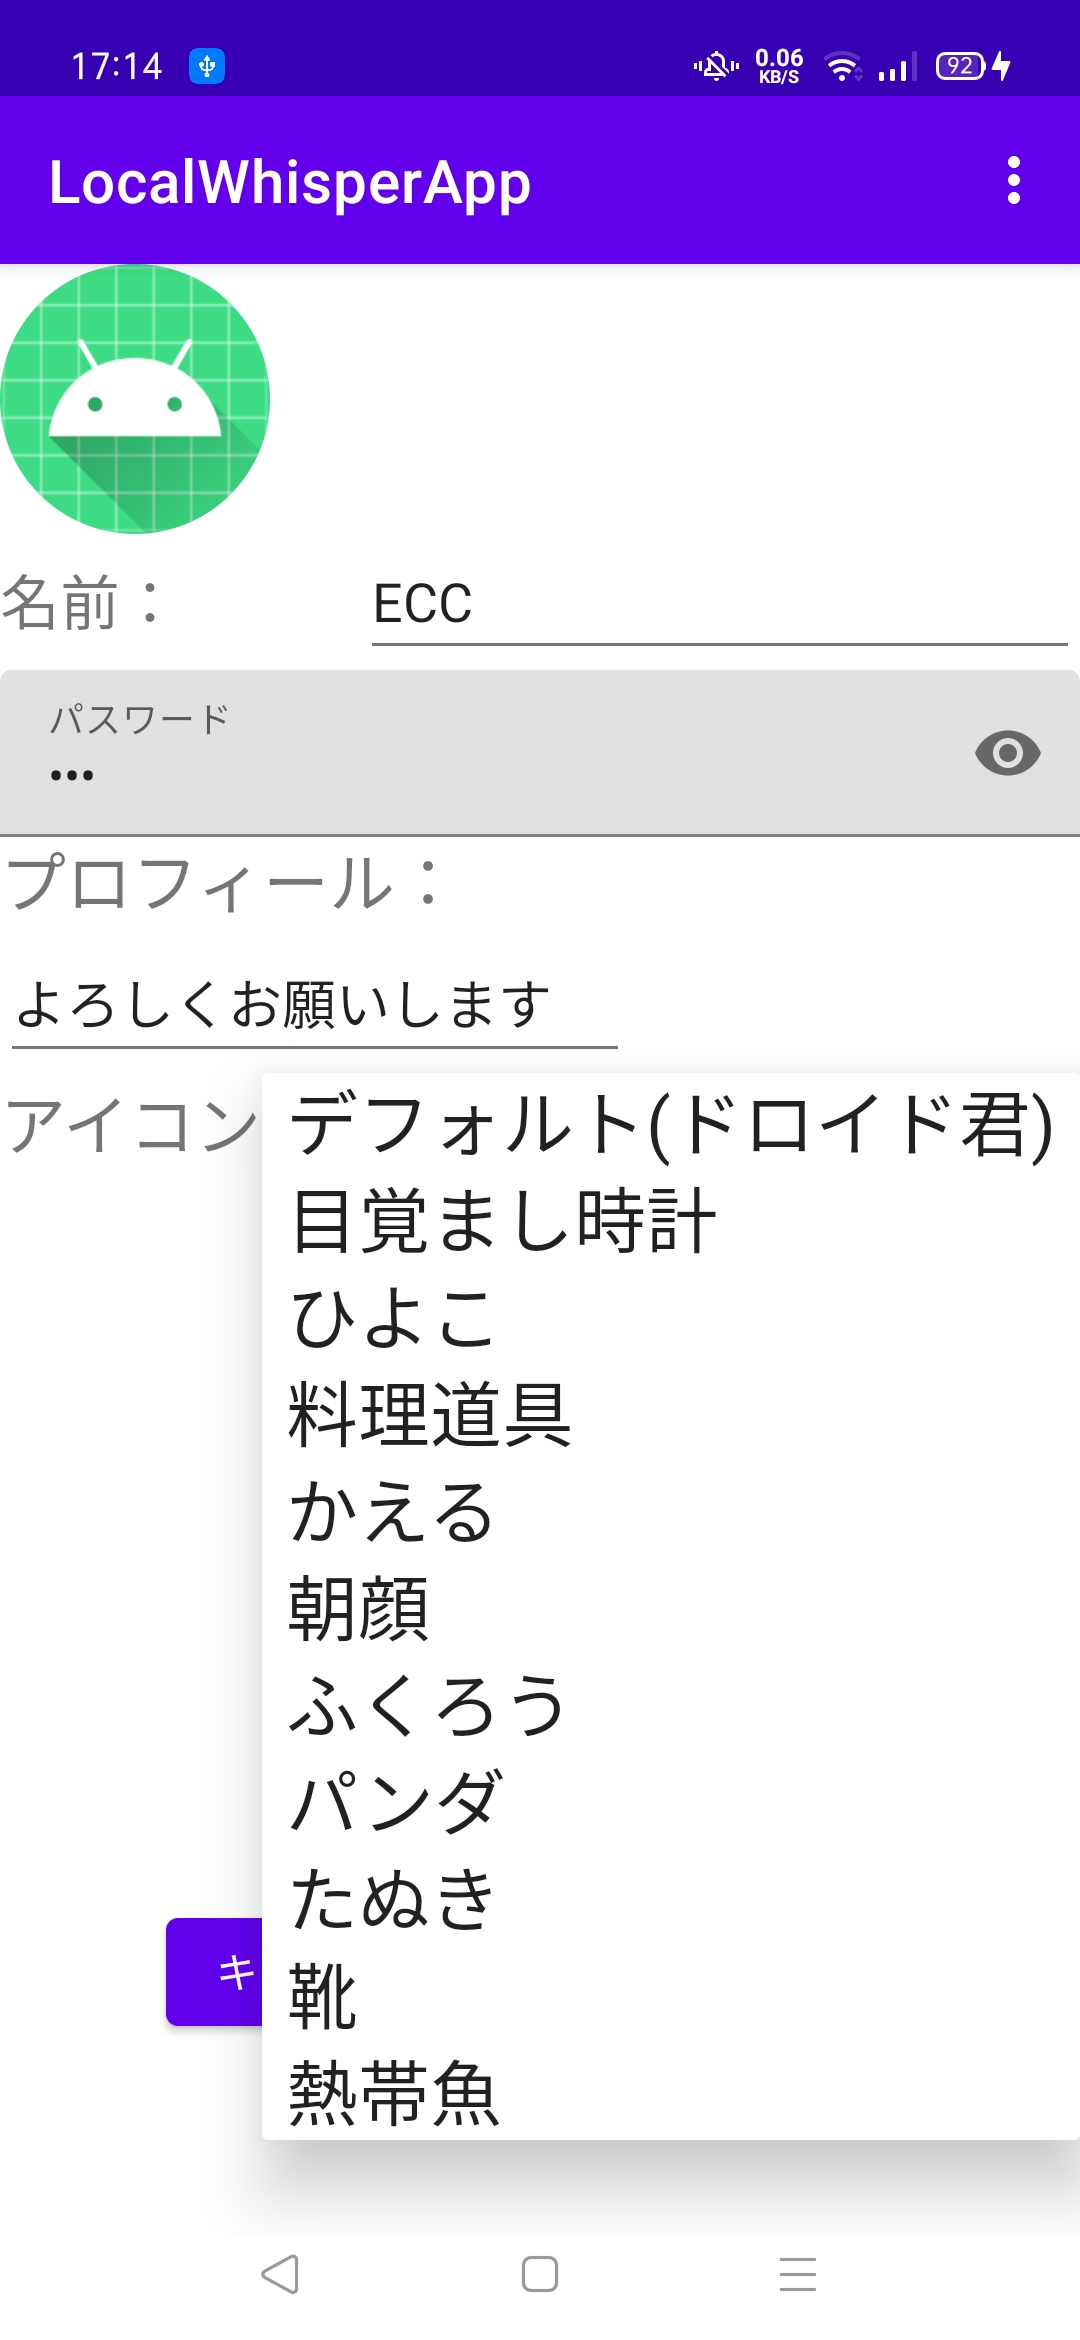 17:14
0.06
KB/S
92
LocalWhisperApp
名前：
ECC
パスワード
•••
プロフィール：
よろしくお願いします
アイコン
デフォルト(ドロイド君)
目覚まし時計
ひよこ
料理道具
かえる
朝顔
ふくろう
パンダ
たぬき
キ
靴
熱帯魚